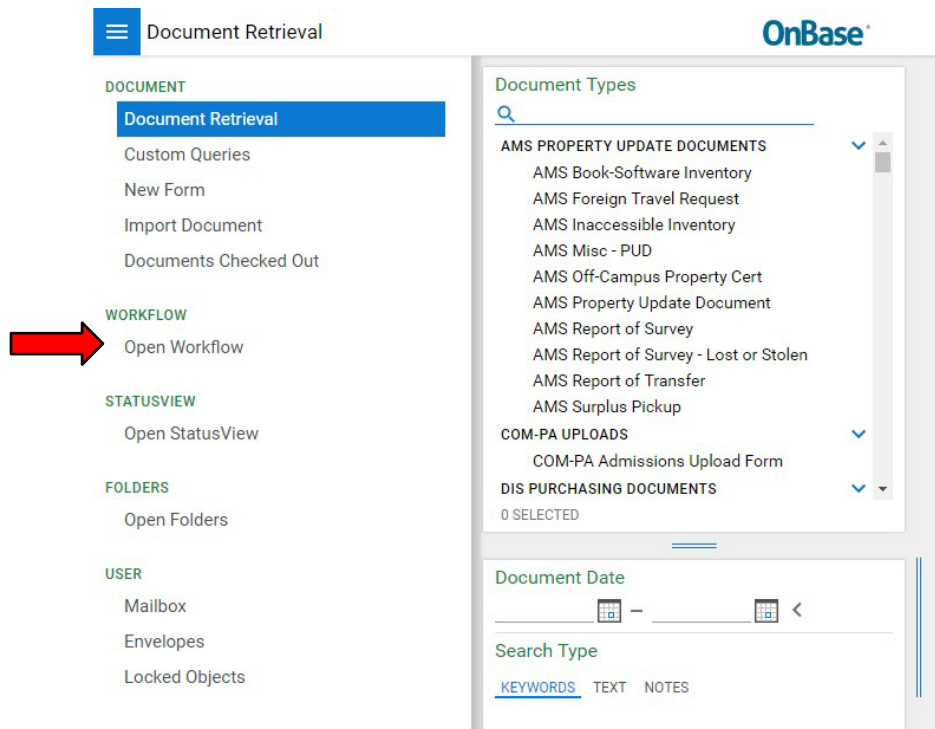 Document Retrieval
OnBase
DOCUMENT
Document Retrieval
Custom Queries
New Form
Import Document
Documents Checked Out
WORKFLOW
Open Workflow
STATUSVIEW
Open StatusView
FOLDERS
Open Folders
USER
Mailbox
Envelopes
Locked Objects
Document Types
AMS PROPERTY UPDATE DOCUMENTS
AMS Book-Software Inventory
AMS Foreign Travel Request
AMS Inaccessible Inventory
AMS Misc - PUD
AMS Off-Campus Property Cert
AMS Property Update Document
AMS Report of Survey
AMS Report of Survey - Lost or Stolen
AMS Report of Transfer
AMS Surplus Pickup
COM-PA UPLOADS
COM-PA Admissions Upload Form
DIS PURCHASING DOCUMENTS
0 SELECTED
Document Date
–
Search Type
KEYWORDS TEXT NOTES